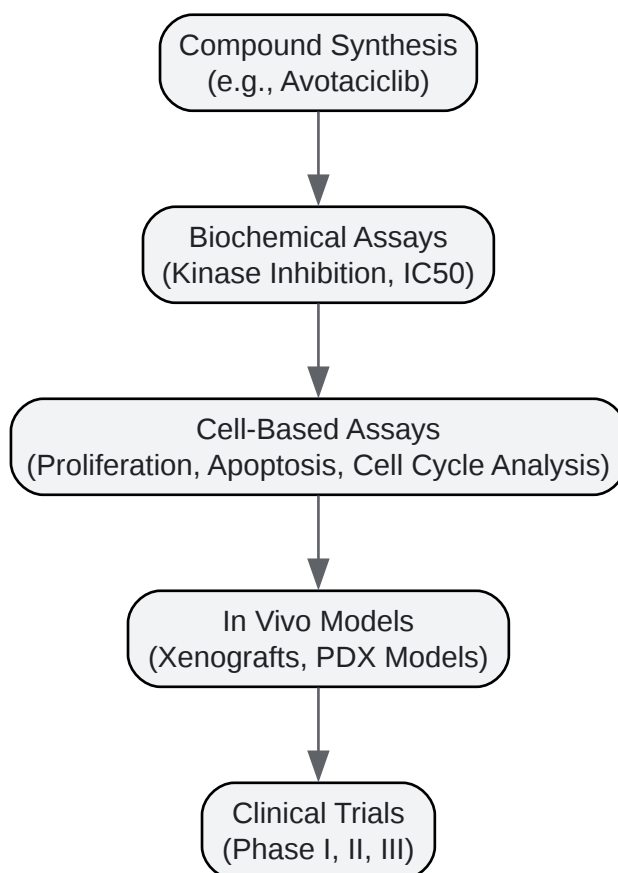 Compound Synthesis
(e.g., Avotaciclib)
Biochemical Assays
(Kinase Inhibition, IC50)
Cell-Based Assays
(Proliferation, Apoptosis, Cell Cycle Analysis)
In Vivo Models
(Xenografts, PDX Models)
Clinical Trials
(Phase I, II, III)